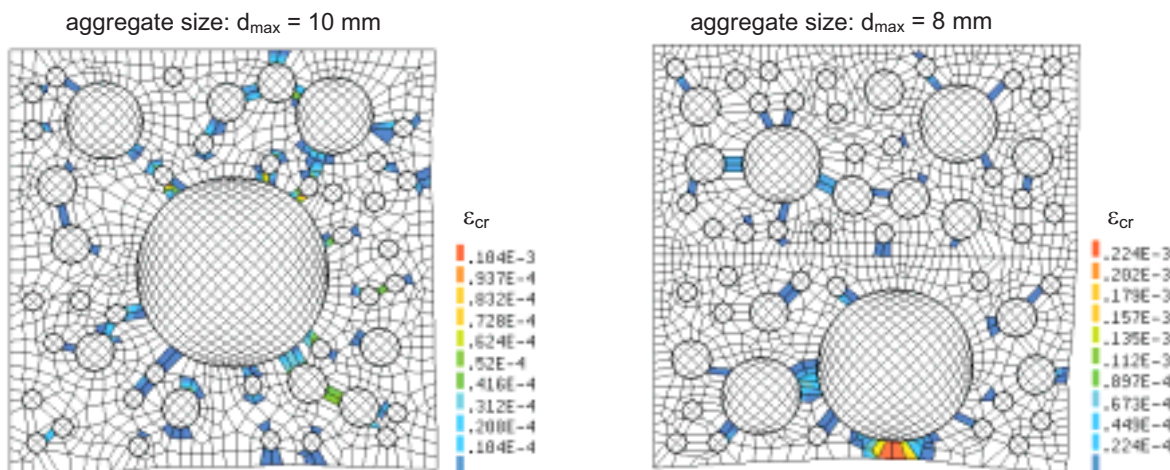 aggregate size: dmax = 10 mm
aggregate size: dmax = 8 mm
εcr
.104E-3
.937E-4
.832E-4
.728E-4
.624E-4
.52E-4
.416E-4
.312E-4
.208E-4
.104E-4
εcr
.224E-3
.202E-3
.179E-3
.157E-3
.135E-3
.112E-3
.897E-4
.673E-4
.449E-4
.224E-4